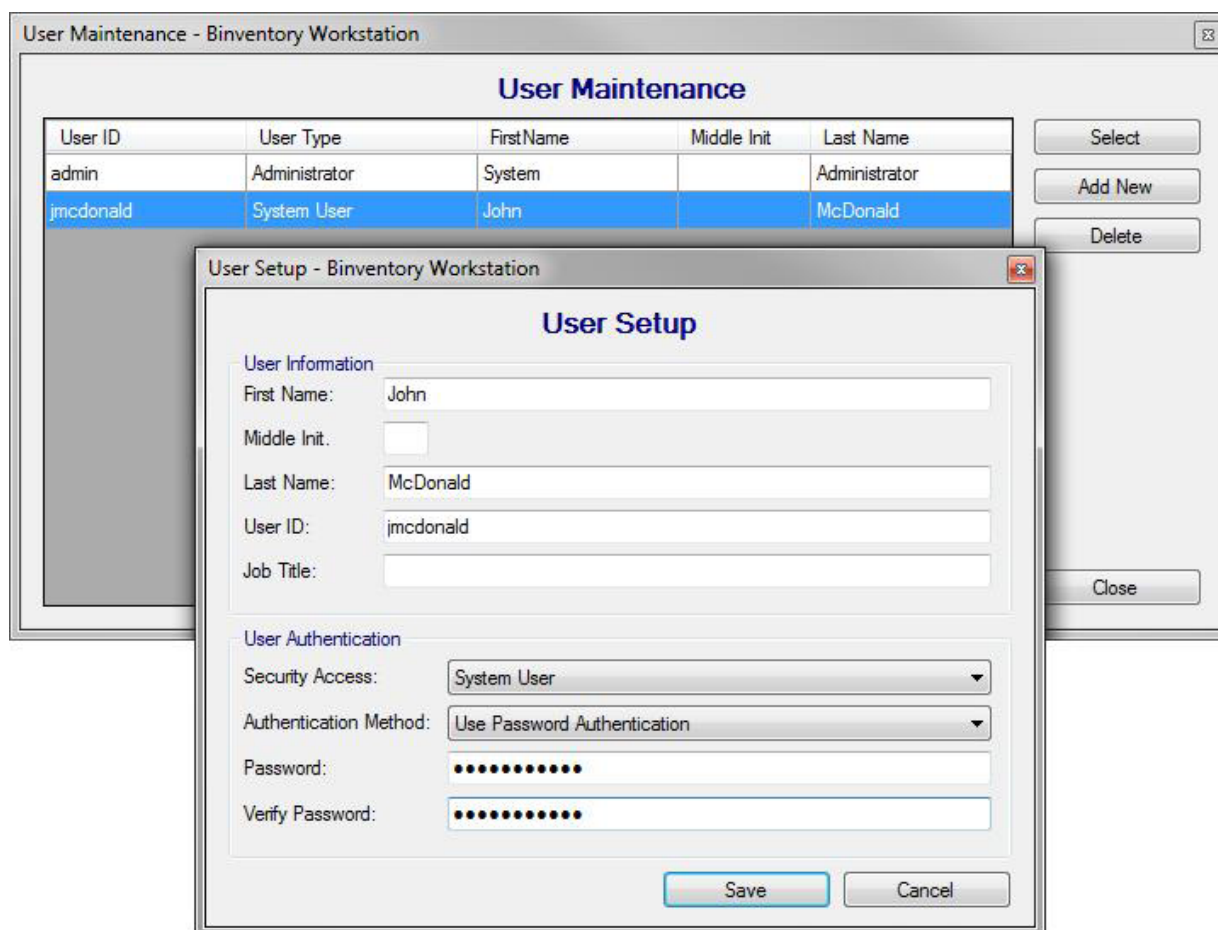 User Maintenance - Binventory Workstation
User Maintenance
User ID User Type FirstName Middle Init Last Name
admin Administrator System Administrator
jmcdonald System User John McDonald
Select
Add New
Delete
Close
User Setup - Binventory Workstation
User Setup
User Information
First Name: John
Middle Init.
Last Name: McDonald
User ID: jmcdonald
Job Title:
User Authentication
Security Access: System User
Authentication Method: Use Password Authentication
Password: •••••••••••
Verify Password: •••••••••••
Save Cancel